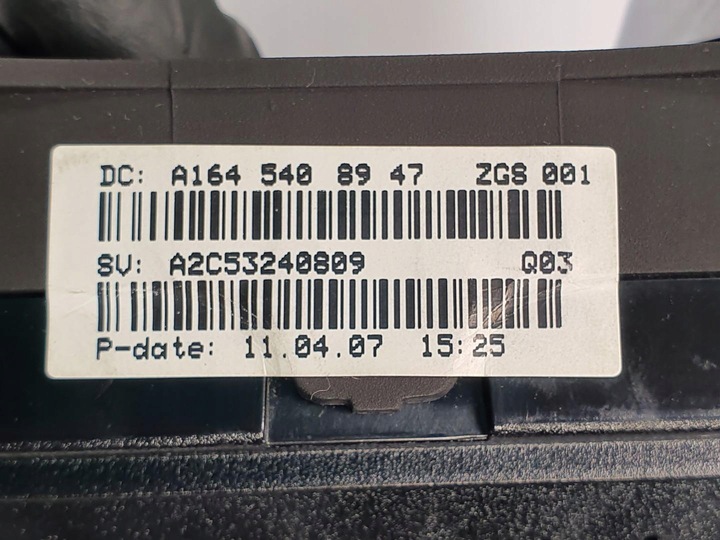 DC: A164 540 89 47 ZGS 001
SV: A2C53240809 Q03
P-date: 11.04.07 15:25